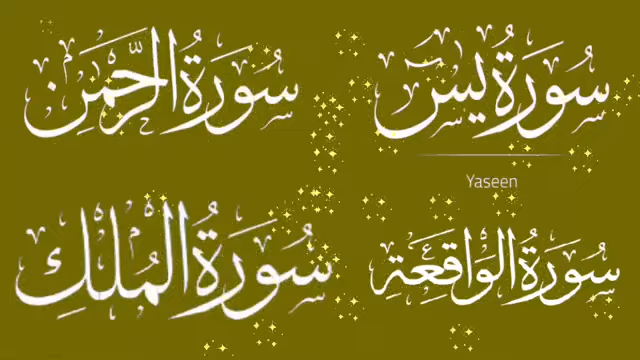 سُورَةُ يسٓ
Yaseen
سُورَةُ الرَّحْمَٰنِ
سُورَةُ الوَاقِعَةِ
سُورَةُ المُلْكِ